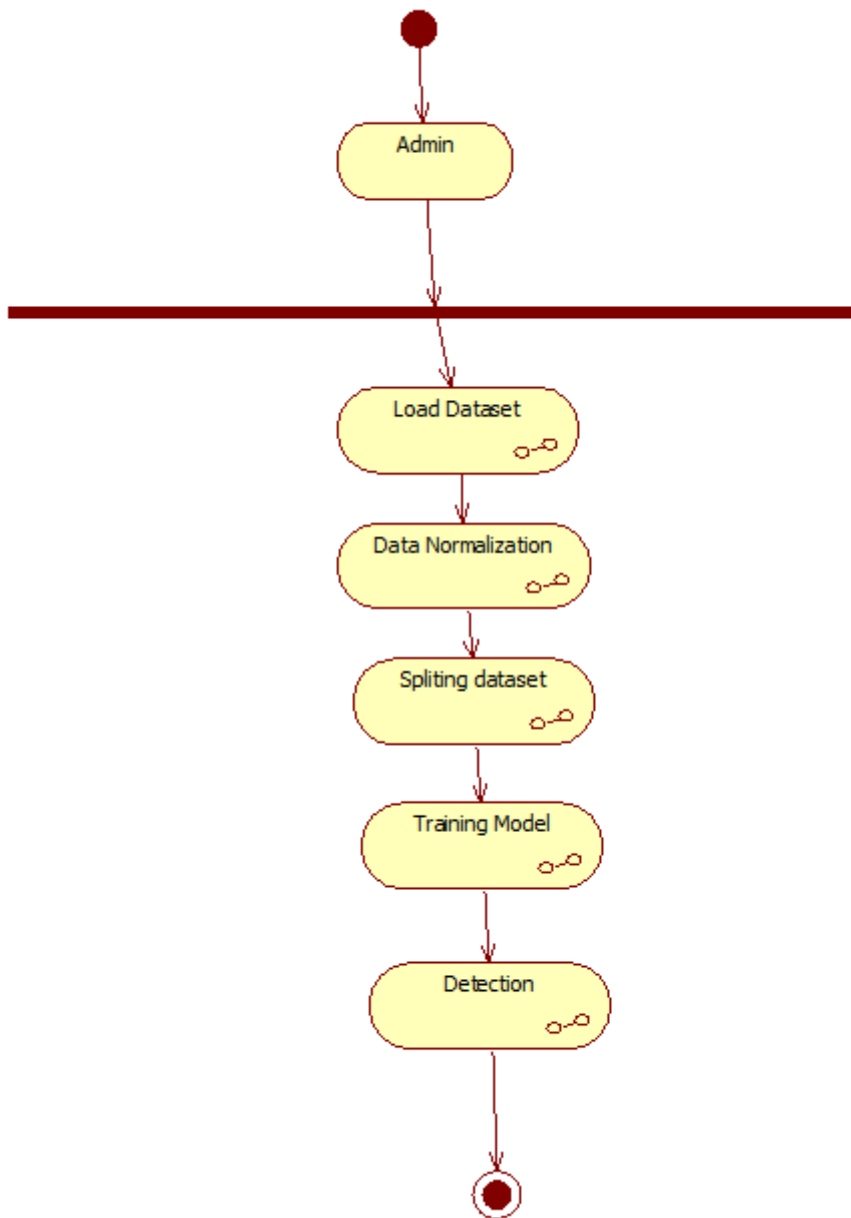 Admin
Load Dataset
Data Normalization
Spliting dataset
Training Model
Detection